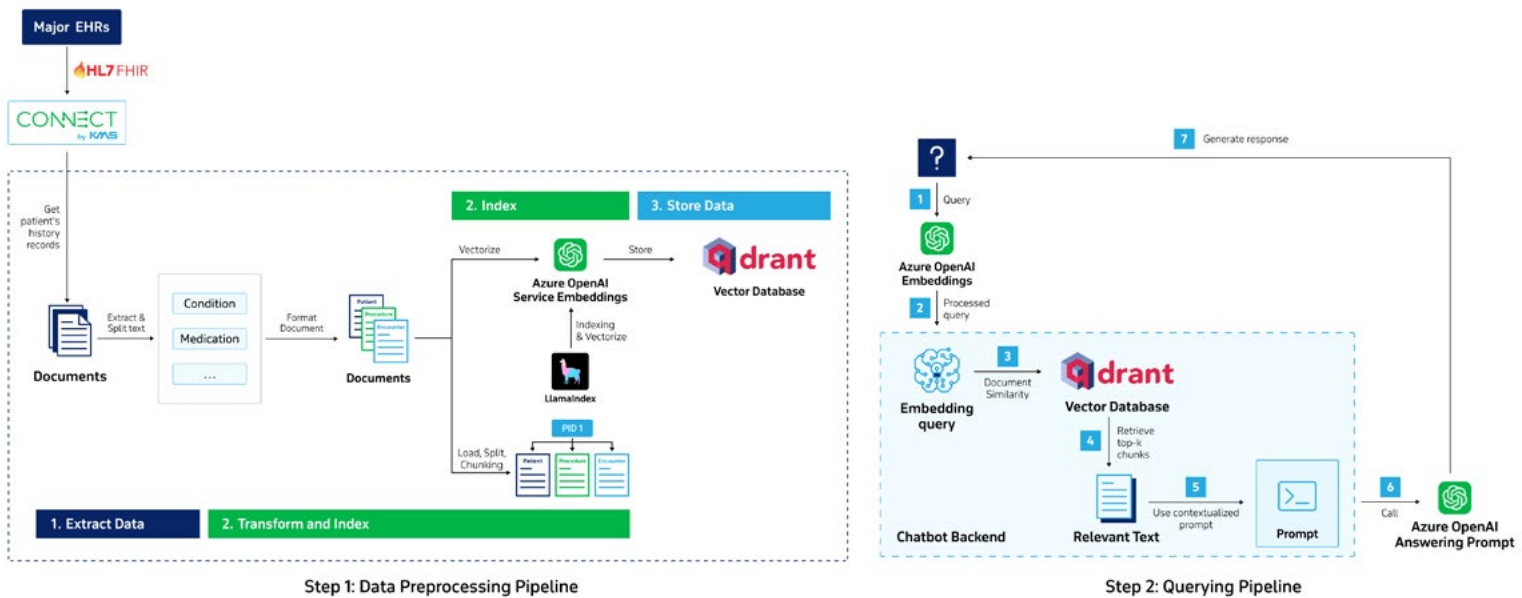 Major EHRs
HL7 FHIR
CONNECT
by KMS
Get
patient's
history
records
Documents
Extract &
Split text
Condition
Medication
...
Format
Document
Patient
Procedure
Encounter
Documents
2. Index
3. Store Data
Vectorize
Azure OpenAI
Service Embeddings
Store
qdrant
Vector Database
Indexing
& Vectorize
LlamaIndex
PID 1
Load, Split,
Chunking
Patient
Procedure
Encounter
1. Extract Data
2. Transform and Index
Step 1: Data Preprocessing Pipeline
7 Generate response
?
1 Query
Azure OpenAI
Embeddings
2 Processed
query
Embedding
query
3
Document
Similarity
qdrant
Vector Database
4 Retrieve
top-k
chunks
Relevant Text
5
Use contextualized
prompt
>_
Prompt
Chatbot Backend
6
Call
Azure OpenAI
Answering Prompt
Step 2: Querying Pipeline